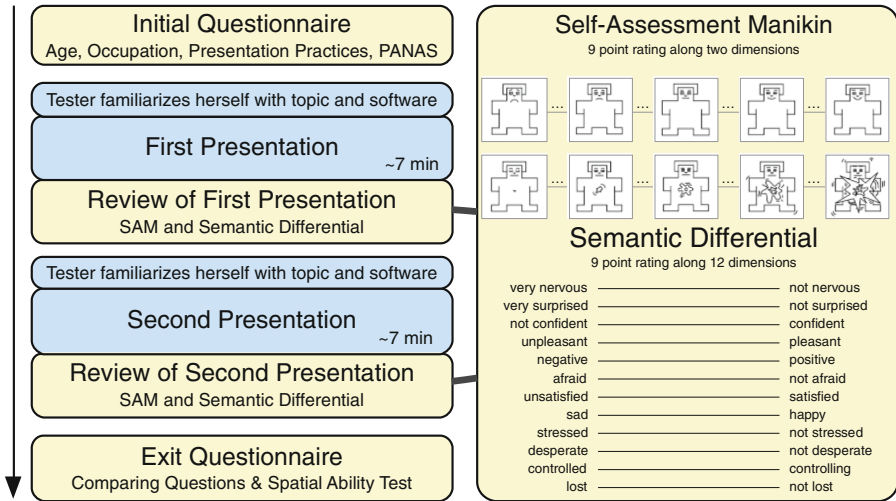 Initial Questionnaire
Age, Occupation, Presentation Practices, PANAS
Tester familiarizes herself with topic and software
First Presentation
~7 min
Review of First Presentation
SAM and Semantic Differential
Tester familiarizes herself with topic and software
Second Presentation
~7 min
Review of Second Presentation
SAM and Semantic Differential
Exit Questionnaire
Comparing Questions & Spatial Ability Test
Self-Assessment Manikin
9 point rating along two dimensions
... ... ... ...
... ... ... ...
Semantic Differential
9 point rating along 12 dimensions
very nervous not nervous
very surprised not surprised
not confident confident
unpleasant pleasant
negative positive
afraid not afraid
unsatisfied satisfied
sad happy
stressed not stressed
desperate not desperate
controlled controlling
lost not lost